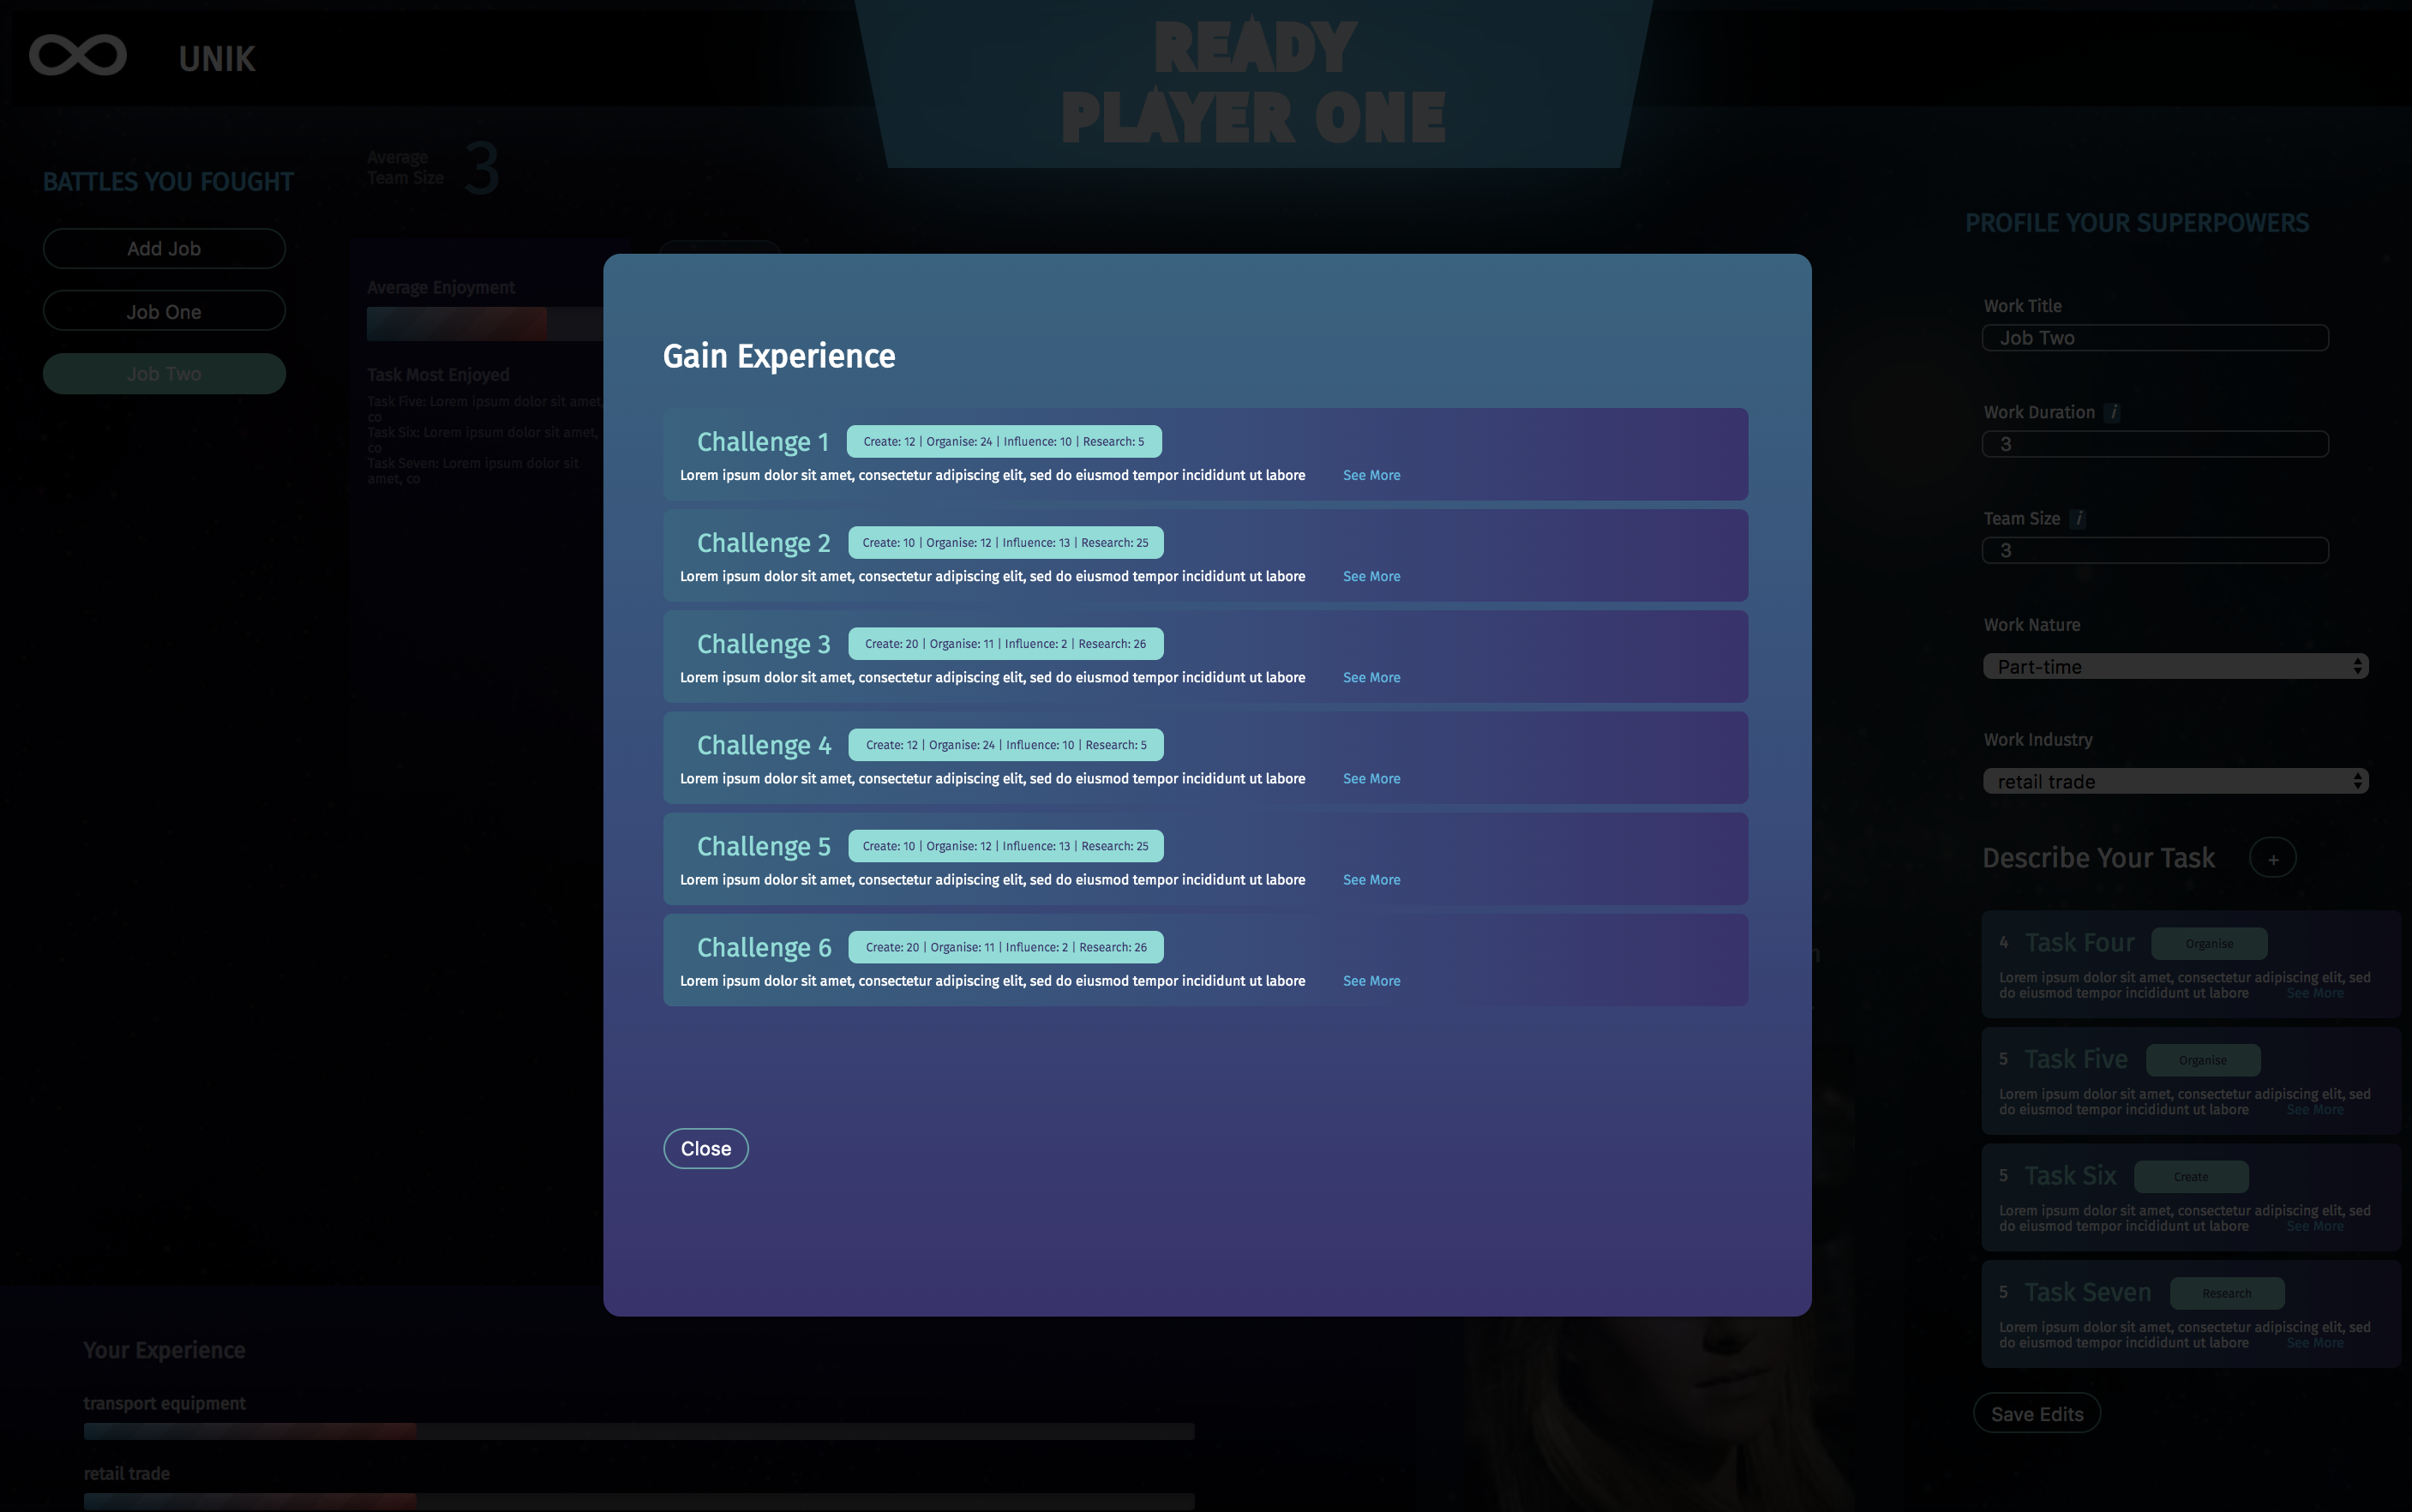 UNIK
READY
PLAYER ONE
BATTLES YOU FOUGHT
Add Job
Job One
Job Two
Average
Team Size
3
Average Enjoyment
Task Most Enjoyed
Task Five: Lorem ipsum dolor sit amet,
co
Task Six: Lorem ipsum dolor sit amet,
co
Task Seven: Lorem ipsum dolor sit
amet, co
Gain Experience
Challenge 1
Create: 12 | Organise: 24 | Influence: 10 | Research: 5
Lorem ipsum dolor sit amet, consectetur adipiscing elit, sed do eiusmod tempor incididunt ut labore See More
Challenge 2
Create: 10 | Organise: 12 | Influence: 13 | Research: 25
Lorem ipsum dolor sit amet, consectetur adipiscing elit, sed do eiusmod tempor incididunt ut labore See More
Challenge 3
Create: 20 | Organise: 11 | Influence: 2 | Research: 26
Lorem ipsum dolor sit amet, consectetur adipiscing elit, sed do eiusmod tempor incididunt ut labore See More
Challenge 4
Create: 12 | Organise: 24 | Influence: 10 | Research: 5
Lorem ipsum dolor sit amet, consectetur adipiscing elit, sed do eiusmod tempor incididunt ut labore See More
Challenge 5
Create: 10 | Organise: 12 | Influence: 13 | Research: 25
Lorem ipsum dolor sit amet, consectetur adipiscing elit, sed do eiusmod tempor incididunt ut labore See More
Challenge 6
Create: 20 | Organise: 11 | Influence: 2 | Research: 26
Lorem ipsum dolor sit amet, consectetur adipiscing elit, sed do eiusmod tempor incididunt ut labore See More
Close
PROFILE YOUR SUPERPOWERS
Work Title
Job Two
Work Duration i
3
Team Size i
3
Work Nature
Part-time
Work Industry
retail trade
Describe Your Task +
4 Task Four Organise
Lorem ipsum dolor sit amet, consectetur adipiscing elit, sed
do eiusmod tempor incididunt ut labore See More
5 Task Five Organise
Lorem ipsum dolor sit amet, consectetur adipiscing elit, sed
do eiusmod tempor incididunt ut labore See More
5 Task Six Create
Lorem ipsum dolor sit amet, consectetur adipiscing elit, sed
do eiusmod tempor incididunt ut labore See More
5 Task Seven Research
Lorem ipsum dolor sit amet, consectetur adipiscing elit, sed
do eiusmod tempor incididunt ut labore See More
Save Edits
Your Experience
transport equipment
retail trade